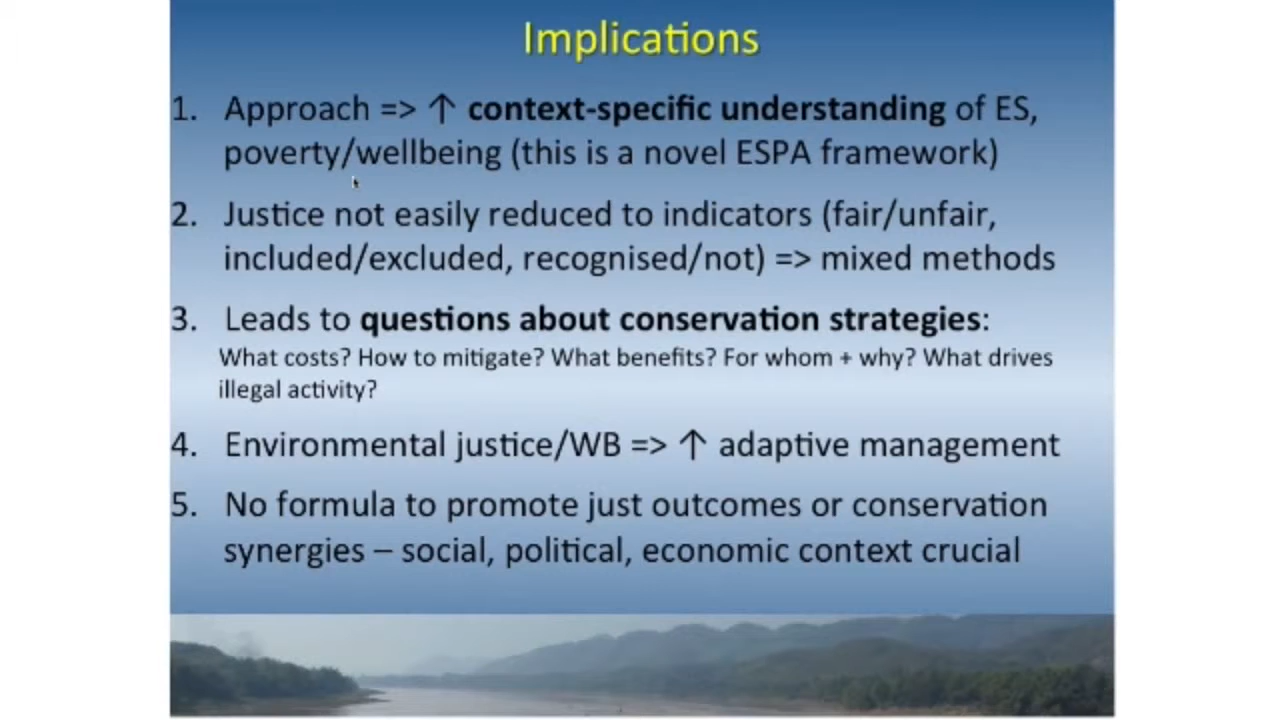 Implications
1. Approach => ↑ context-specific understanding of ES,
poverty/wellbeing (this is a novel ESPA framework)
2. Justice not easily reduced to indicators (fair/unfair,
included/excluded, recognised/not) => mixed methods
3. Leads to questions about conservation strategies:
What costs? How to mitigate? What benefits? For whom + why? What drives
illegal activity?
4. Environmental justice/WB => ↑ adaptive management
5. No formula to promote just outcomes or conservation
synergies – social, political, economic context crucial